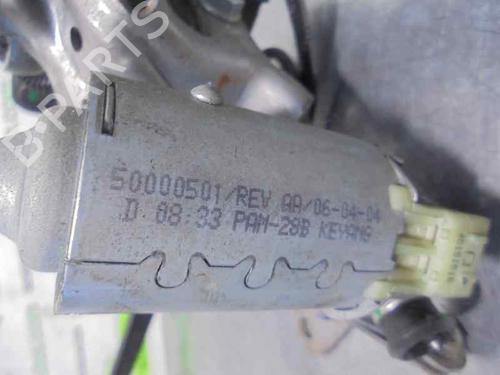 B-PARTS
50000501/REV AA/06-04-04
D 08:33 PAM-28B KEYANG